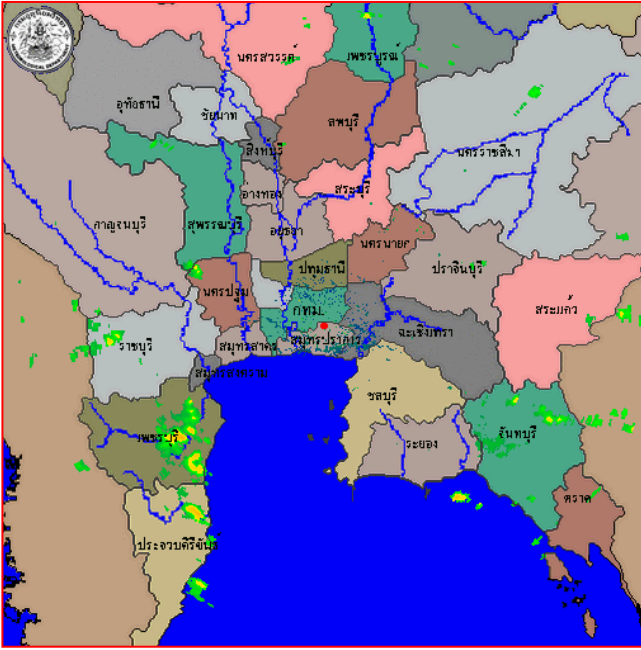 นครสวรรค์
เพชรบูรณ์
อุทัยธานี
ชัยนาท
ลพบุรี
สิงหบุรี
นครราชสีมา
อ่างทอง
สระบุรี
กาญจนบุรี
สุพรรณบุรี
อยุธยา
นครนายก
ปทุมธานี
ปราจีนบุรี
นครปฐม
กทม.
สระแก้ว
ราชบุรี
สมุทรสาคร
สมุทรปราการ
ฉะเชิงเทรา
สมุทรสงคราม
ชลบุรี
เพชรบุรี
ระยอง
จันทบุรี
ตราด
ประจวบคีรีขันธ์